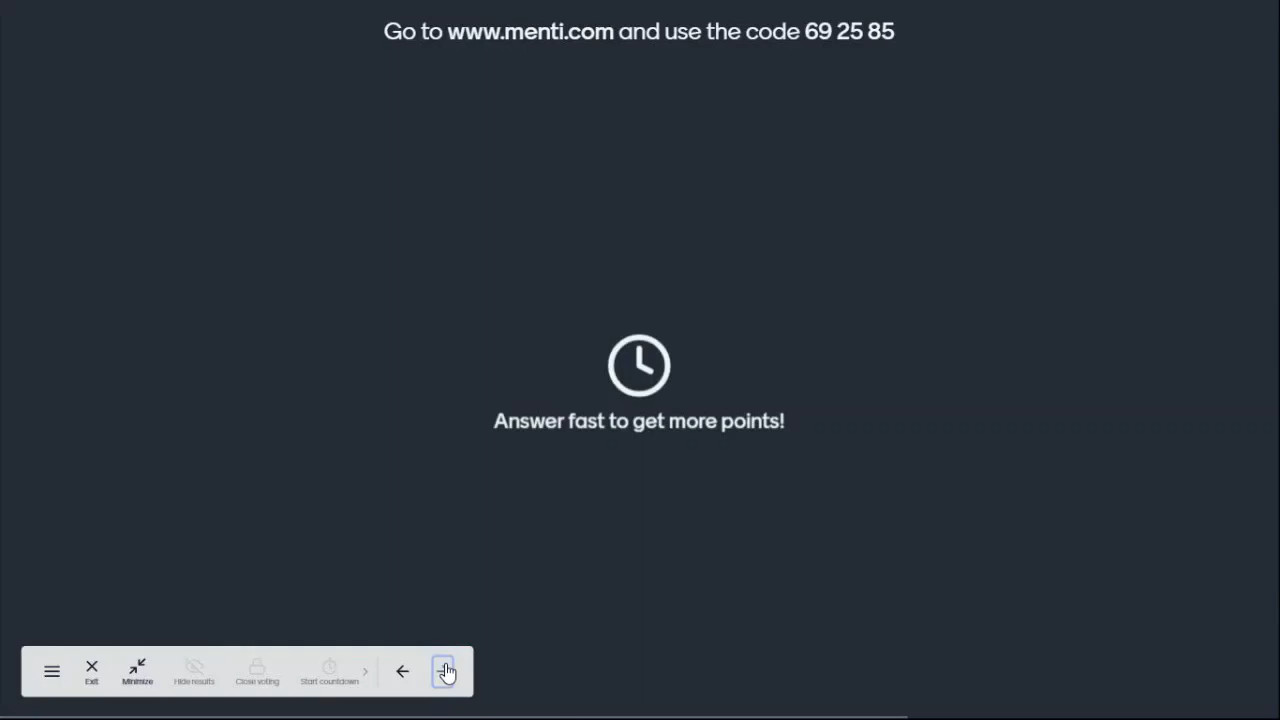 Go to www.menti.com and use the code 69 25 85
Answer fast to get more points!
Exit
Minimize
Hide results
Close voting
Start countdown